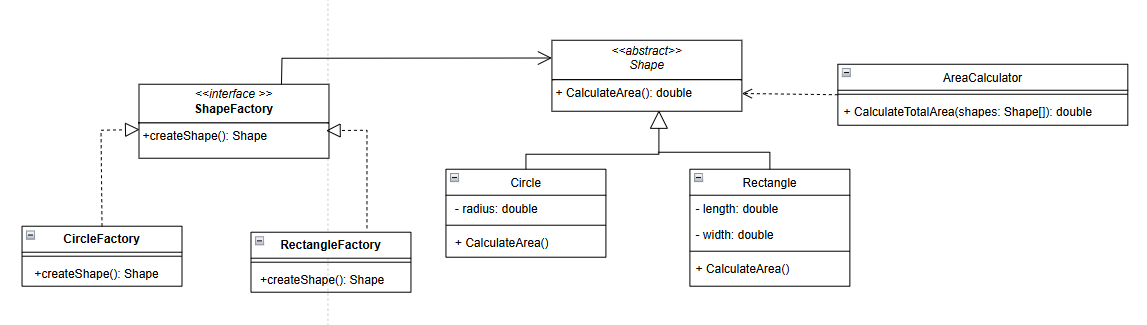 <<abstract>>
Shape
+ CalculateArea(): double
AreaCalculator
+ CalculateTotalArea(shapes: Shape[]): double
<<interface >>
ShapeFactory
+createShape(): Shape
Circle
- radius: double
+ CalculateArea()
Rectangle
- length: double
- width: double
+ CalculateArea()
CircleFactory
+createShape(): Shape
RectangleFactory
+createShape(): Shape